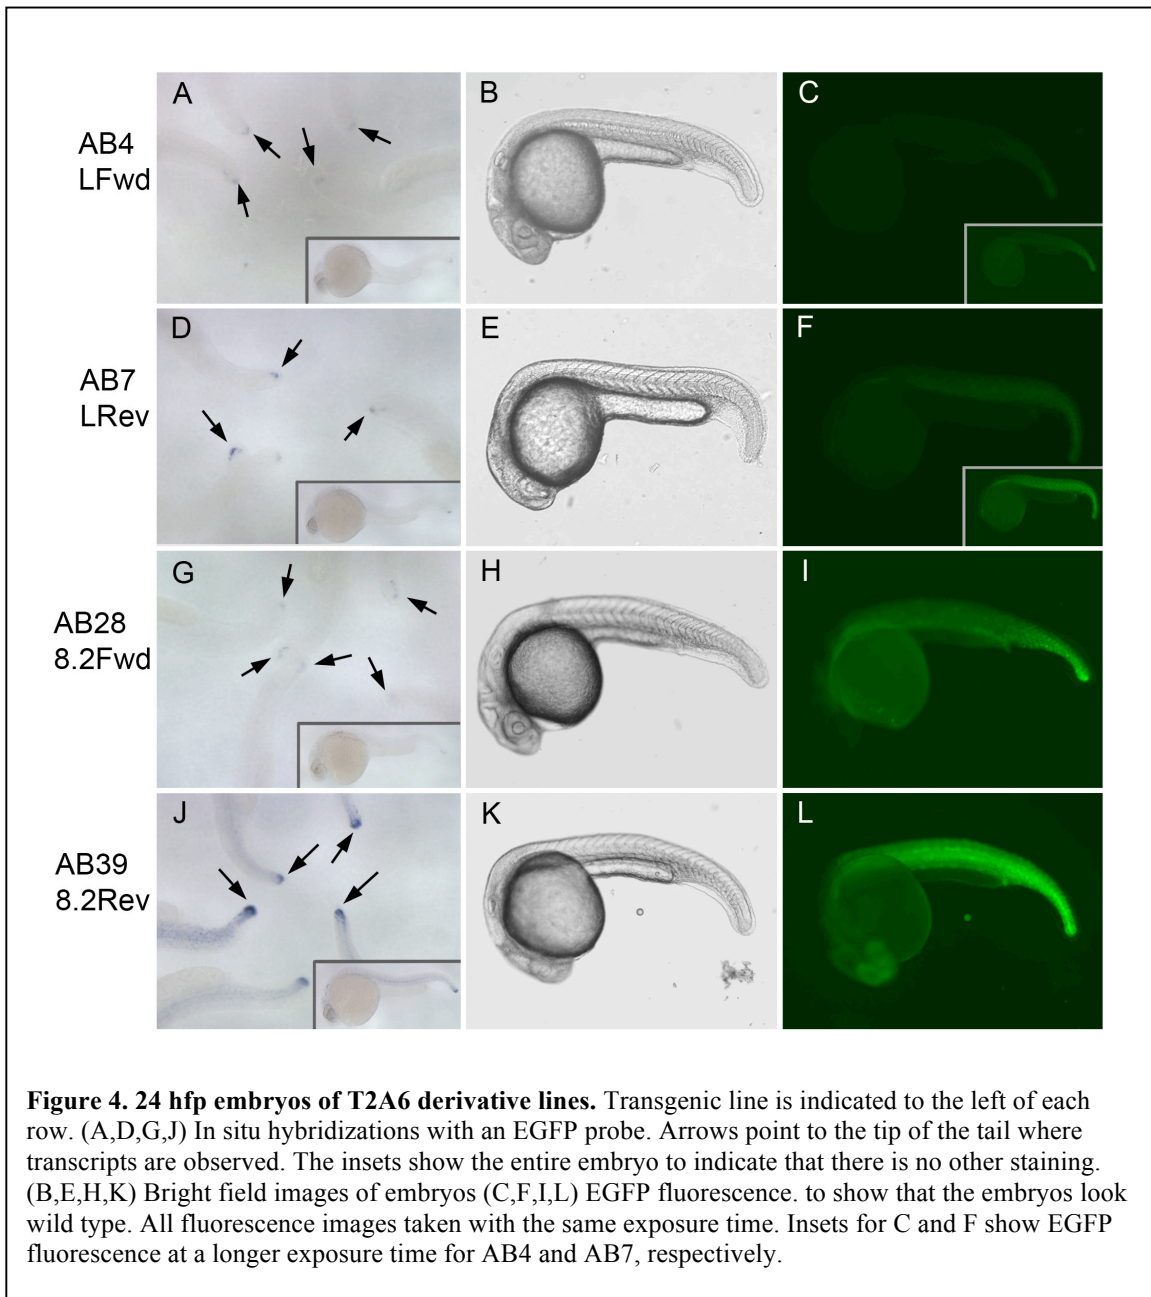 A
B
C
AB4
LFwd
D
E
F
AB7
LRev
G
H
I
AB28
8.2Fwd
J
K
L
AB39
8.2Rev
Figure 4. 24 hfp embryos of T2A6 derivative lines. Transgenic line is indicated to the left of each
row. (A,D,G,J) In situ hybridizations with an EGFP probe. Arrows point to the tip of the tail where
transcripts are observed. The insets show the entire embryo to indicate that there is no other staining.
(B,E,H,K) Bright field images of embryos (C,F,I,L) EGFP fluorescence. to show that the embryos look
wild type. All fluorescence images taken with the same exposure time. Insets for C and F show EGFP
fluorescence at a longer exposure time for AB4 and AB7, respectively.